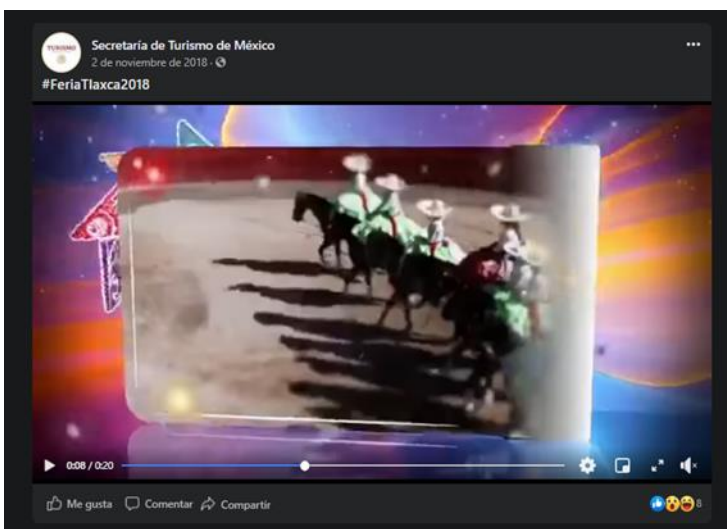 TURISMO
Secretaría de Turismo de México
2 de noviembre de 2018 ·
#FeriaTlaxca2018
0:08 / 0:20
Me gusta Comentar Compartir 8